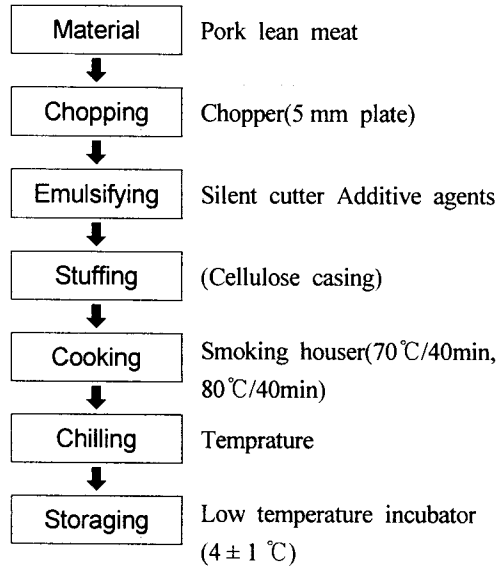 Material Pork lean meat
Chopping Chopper(5 mm plate)
Emulsifying Silent cutter Additive agents
Stuffing (Cellulose casing)
Cooking Smoking houser(70℃/40min,
80℃/40min)
Chilling Temprature
Storaging Low temperature incubator
(4 ± 1 ℃)